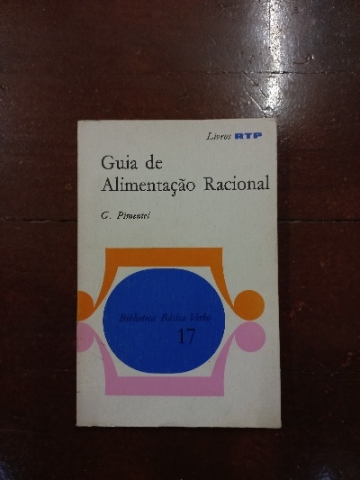 Livros RTP
Guia de
Alimentação Racional
G. Pimentel
Biblioteca Básica Verbo
17